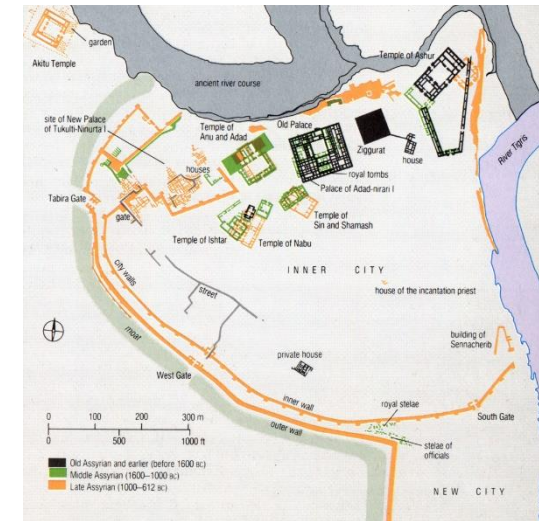 garden
Akitu Temple
ancient river course
Temple of Ashur
site of New Palace
of Tukulti-Ninurta I
Temple of
Anu and Adad
Old Palace
Ziggurat
house
River Tigris
houses
royal tombs
Palace of Adad-nirari I
Tabira Gate
gate
Temple of
Sin and Shamash
Temple of Ishtar
Temple of Nabu
INNER CITY
city walls
street
house of the incantation priest
moat
building of
Sennacherib
private house
West Gate
inner wall
royal stelae
South Gate
outer wall
stelae of
officials
0 100 200 300 m
0 500 1000 ft
Old Assyrian and earlier (before 1600 BC)
Middle Assyrian (1600–1000 BC)
Late Assyrian (1000–612 BC)
NEW CITY